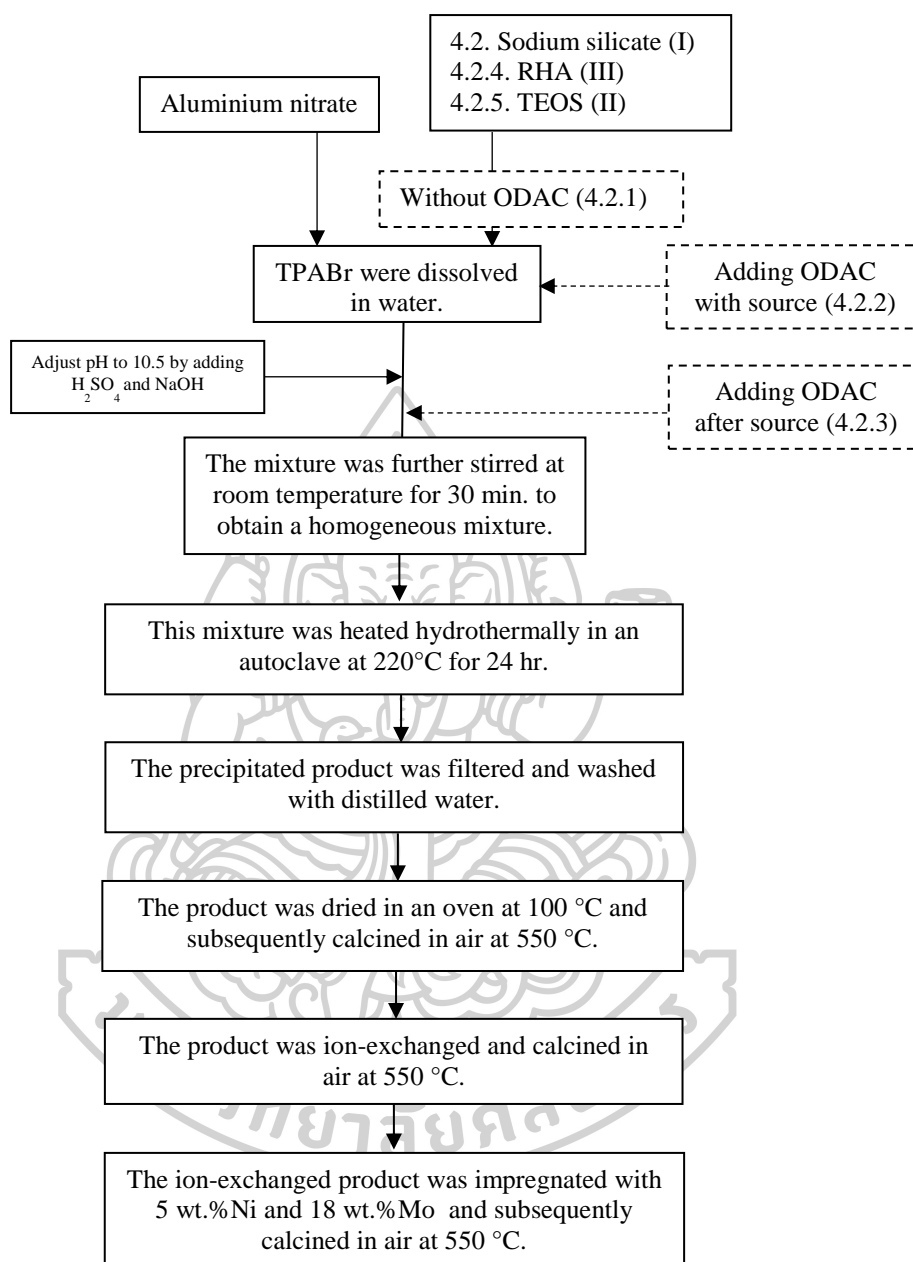 4.2. Sodium silicate (I)
4.2.4. RHA (III)
4.2.5. TEOS (II)
Aluminium nitrate
Without ODAC (4.2.1)
TPABr were dissolved
in water.
Adding ODAC
with source (4.2.2)
Adjust pH to 10.5 by adding
H2SO4 and NaOH
Adding ODAC
after source (4.2.3)
The mixture was further stirred at
room temperature for 30 min. to
obtain a homogeneous mixture.
This mixture was heated hydrothermally in an
autoclave at 220°C for 24 hr.
The precipitated product was filtered and washed
with distilled water.
The product was dried in an oven at 100 °C and
subsequently calcined in air at 550 °C.
The product was ion-exchanged and calcined in
air at 550 °C.
The ion-exchanged product was impregnated with
5 wt.%Ni and 18 wt.%Mo and subsequently
calcined in air at 550 °C.